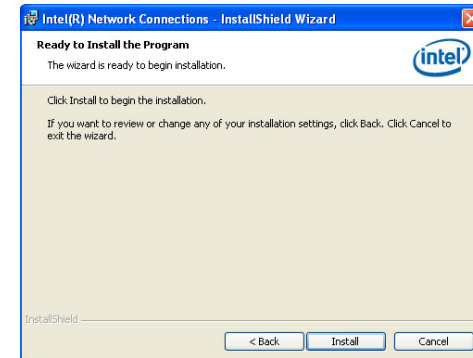 Intel(R) Network Connections - InstallShield Wizard
Ready to Install the Program
The wizard is ready to begin installation.
intel
Click Install to begin the installation.
If you want to review or change any of your installation settings, click Back. Click Cancel to
exit the wizard.
InstallShield
< Back
Install
Cancel